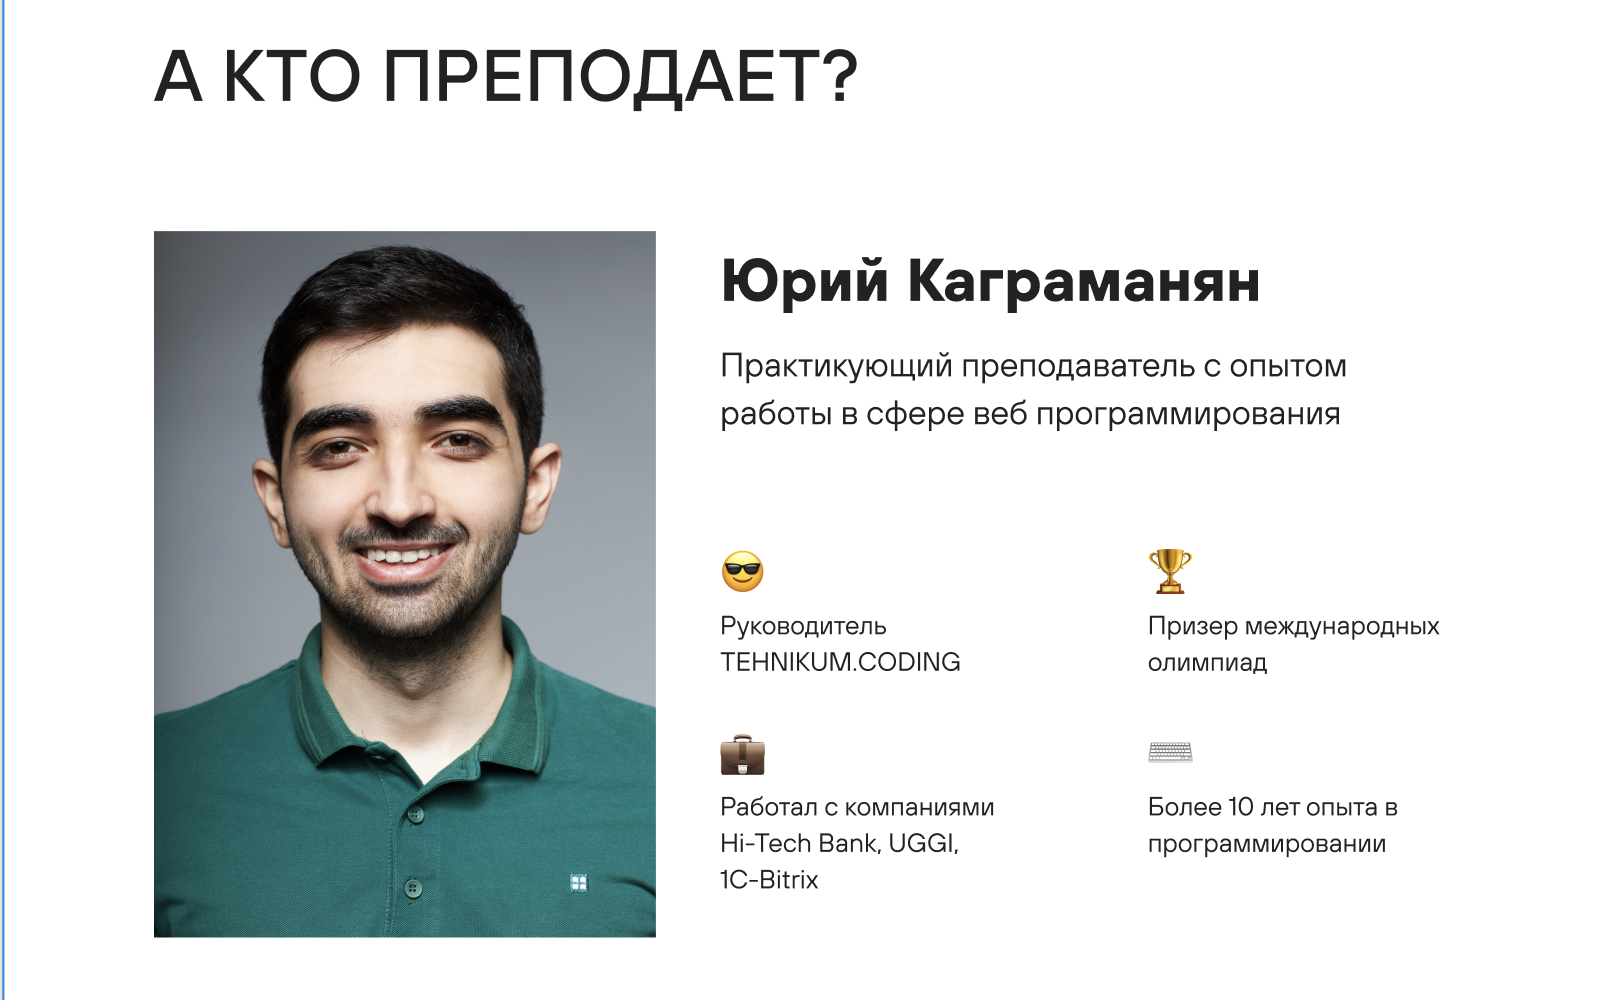 А КТО ПРЕПОДАЕТ?
Юрий Каграманян
Практикующий преподаватель с опытом
работы в сфере веб программирования
Руководитель
TEHNIKUM.CODING
Призер международных
олимпиад
Работал с компаниями
Hi-Tech Bank, UGGI,
1C-Bitrix
Более 10 лет опыта в
программировании